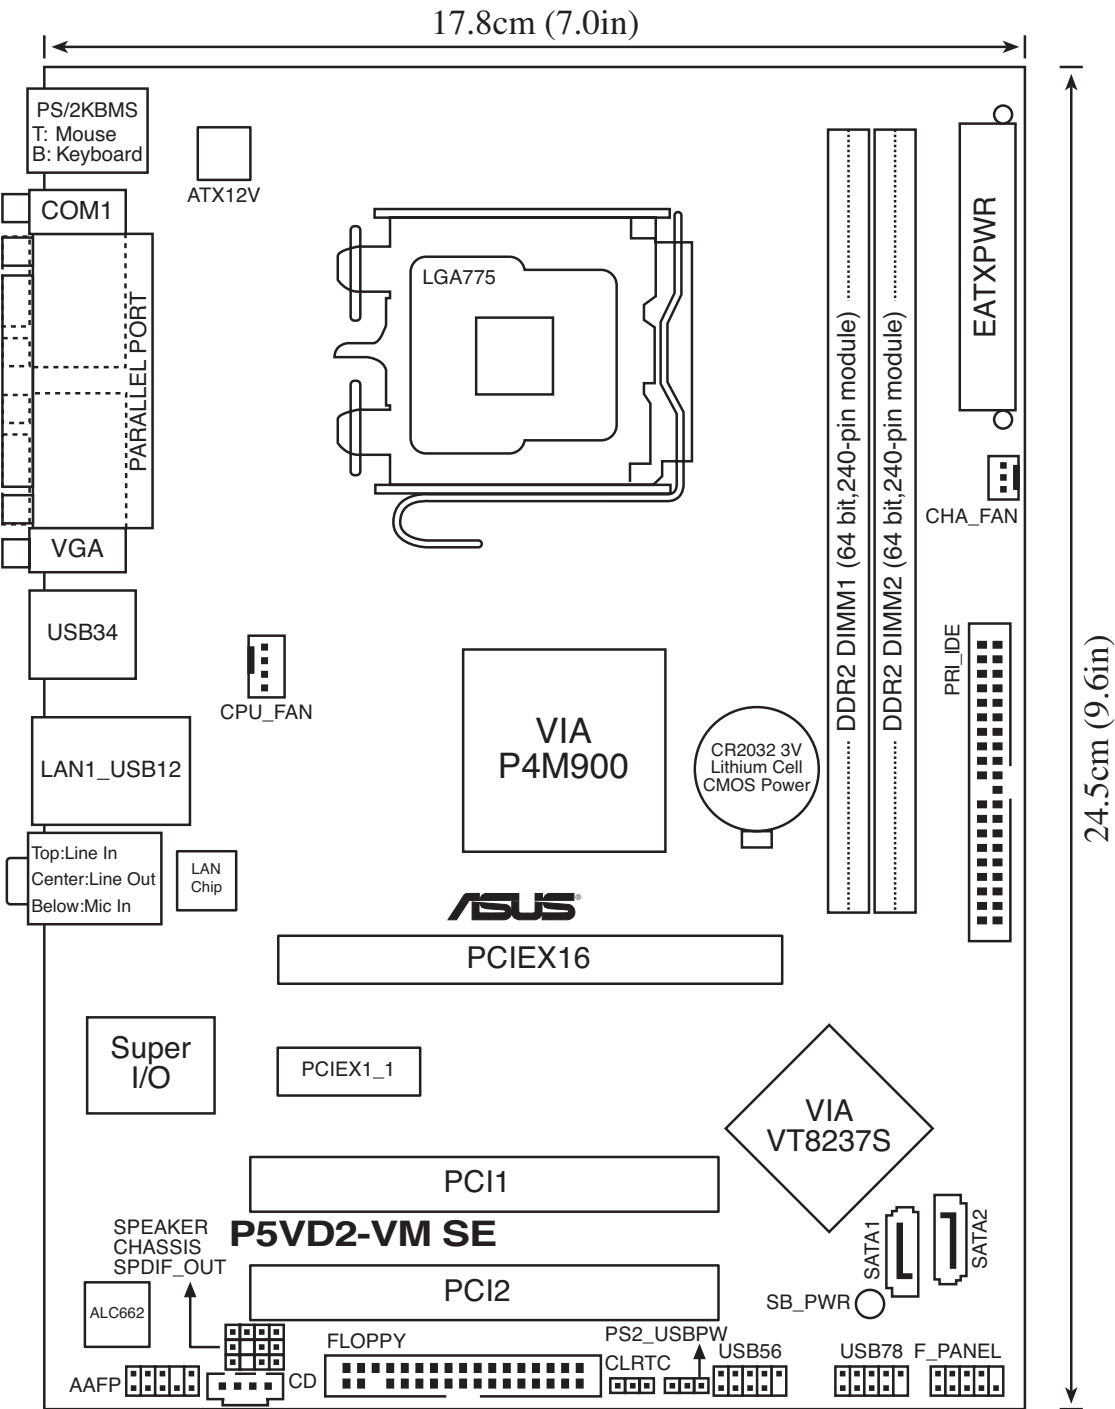 17.8cm (7.0in)
PS/2KBMS
T: Mouse
B: Keyboard
ATX12V
COM1
PARALLEL PORT
VGA
LGA775
DDR2 DIMM1 (64 bit,240-pin module)
DDR2 DIMM2 (64 bit,240-pin module)
EATXPWR
CHA_FAN
24.5cm (9.6in)
USB34
CPU_FAN
PRI_IDE
LAN1_USB12
VIA
P4M900
CR2032 3V
Lithium Cell
CMOS Power
Top:Line In
Center:Line Out
Below:Mic In
LAN
Chip
ASUS®
PCIEX16
Super
I/O
PCIEX1_1
VIA
VT8237S
PCI1
P5VD2-VM SE
SPEAKER
CHASSIS
SPDIF_OUT
SATA1
SATA2
PCI2
SB_PWR
ALC662
FLOPPY
PS2_USBPW
CLRTC
USB56
USB78
F_PANEL
AAFP
CD